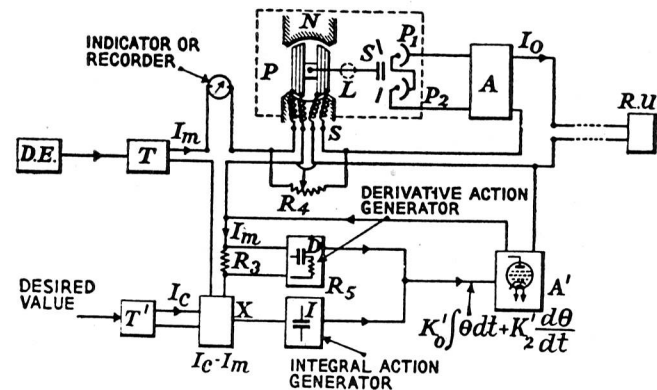 INDICATOR OR
RECORDER
N
P
S'
P1
L
I
P2
S
A
I0
R.U
D.E.
T
Im
R4
DERIVATIVE ACTION
GENERATOR
Im
R3
D
R5
A'
DESIRED
VALUE
T'
Ic
X
I
Ic-Im
K'0∫θdt+K'2 dθ/dt
INTEGRAL ACTION
GENERATOR